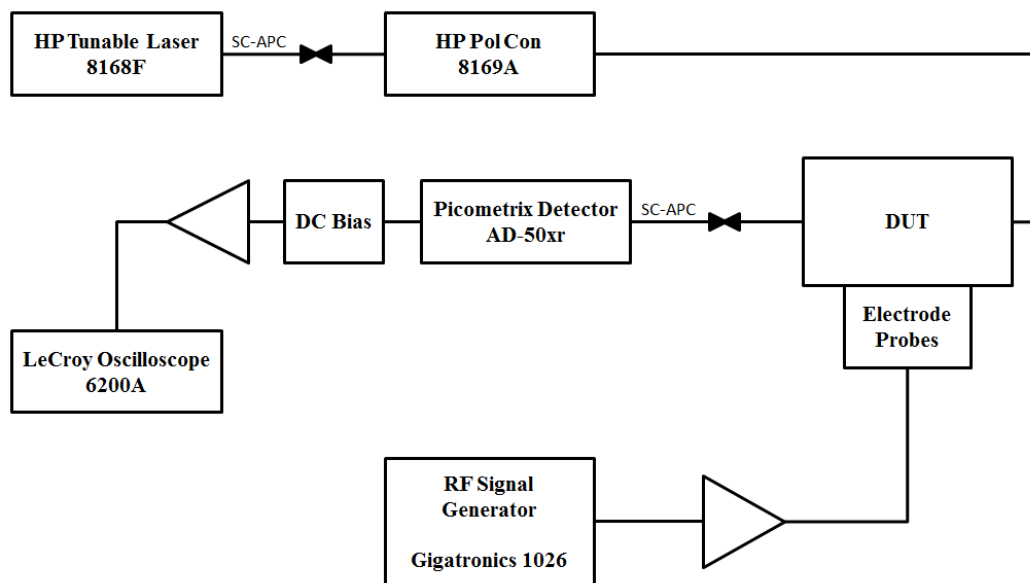 HP Tunable Laser
8168F
SC-APC
HP Pol Con
8169A
DC Bias
Picometrix Detector
AD-50xr
SC-APC
DUT
Electrode
Probes
LeCroy Oscilloscope
6200A
RF Signal
Generator
Gigatronics 1026